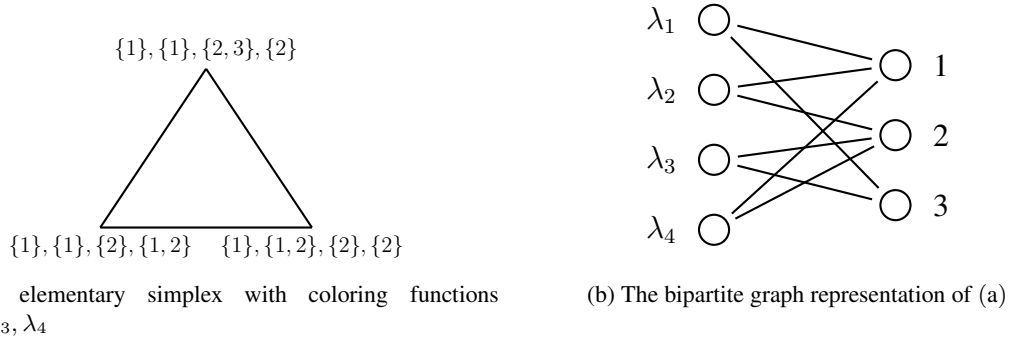 {1}, {1}, {2, 3}, {2}
{1}, {1}, {2}, {1, 2}
{1}, {1, 2}, {2}, {2}
elementary simplex with coloring functions
₃, λ₄
λ₁
λ₂
λ₃
λ₄
1
2
3
(b) The bipartite graph representation of (a)